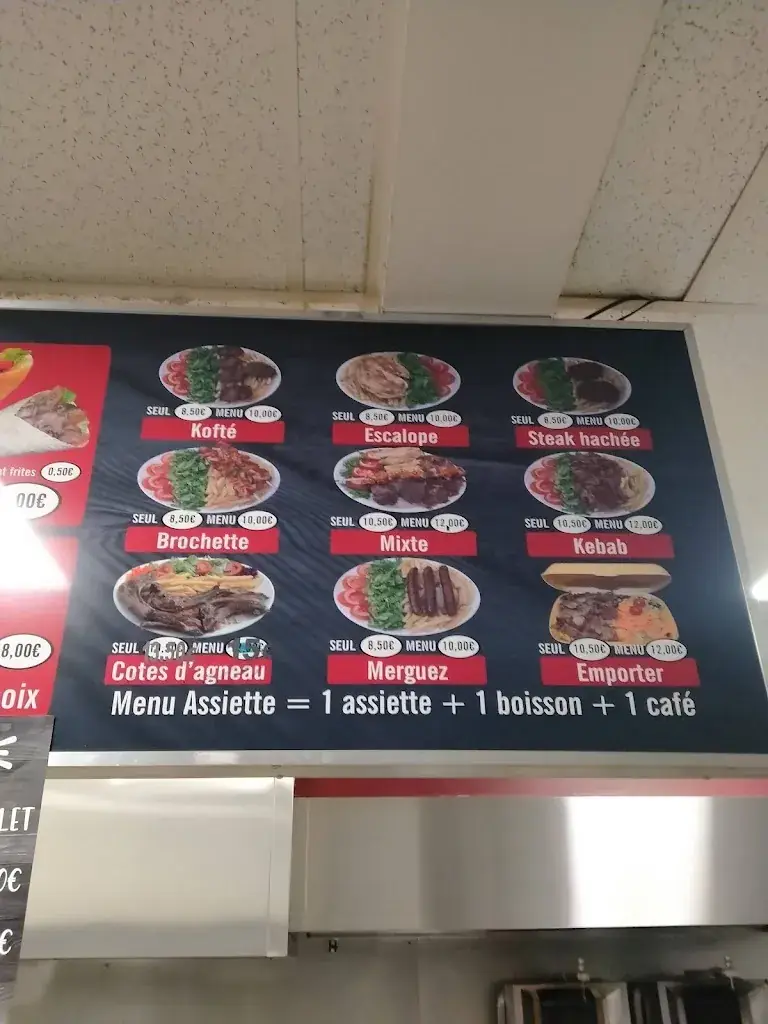 SEUL 8,50€ MENU 10,00€
Kofté
SEUL 8,50€ MENU 10,00€
Escalope
SEUL 8,50€ MENU 10,00€
Steak hachée
SEUL 8,50€ MENU 10,00€
Brochette
SEUL 10,50€ MENU 12,00€
Mixte
SEUL 10,50€ MENU 12,00€
Kebab
SEUL MENU
Cotes d'agneau
SEUL 8,50€ MENU 10,00€
Merguez
SEUL 10,50€ MENU 12,00€
Emporter
Menu Assiette = 1 assiette + 1 boisson + 1 café
frites 0,50€
00€
8,00€
oix
LET
0€
€